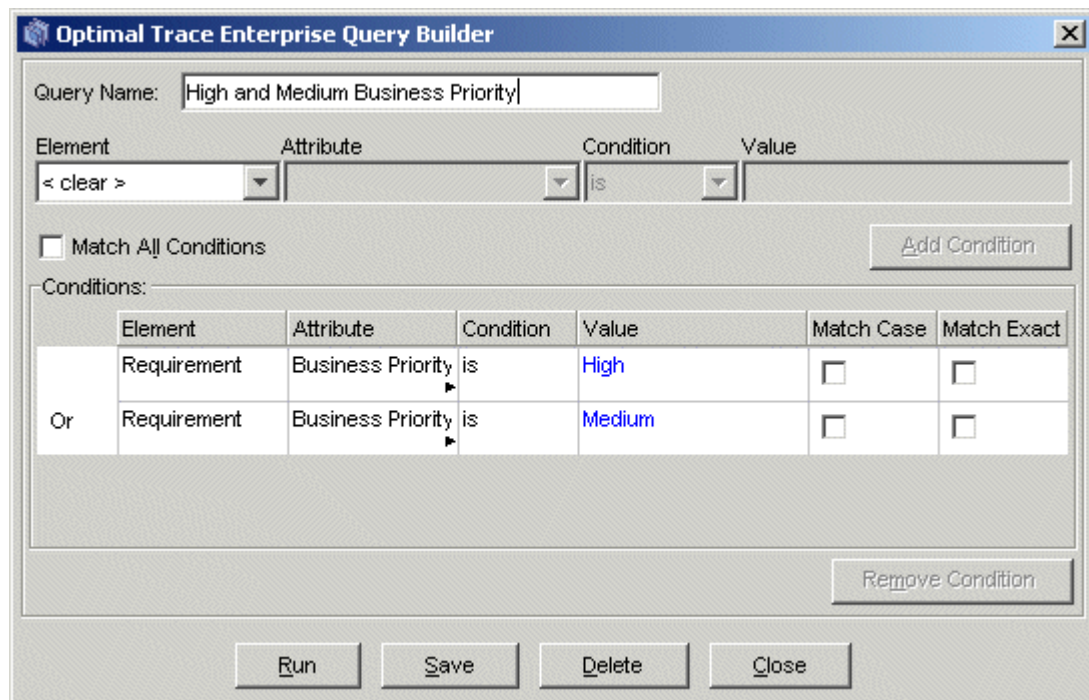 Optimal Trace Enterprise Query Builder
Query Name: High and Medium Business Priority
Element Attribute Condition Value
< clear > is
Match All Conditions Add Condition
Conditions:
Element Attribute Condition Value Match Case Match Exact
Requirement Business Priority is High
Or Requirement Business Priority is Medium
Remove Condition
Run Save Delete Close